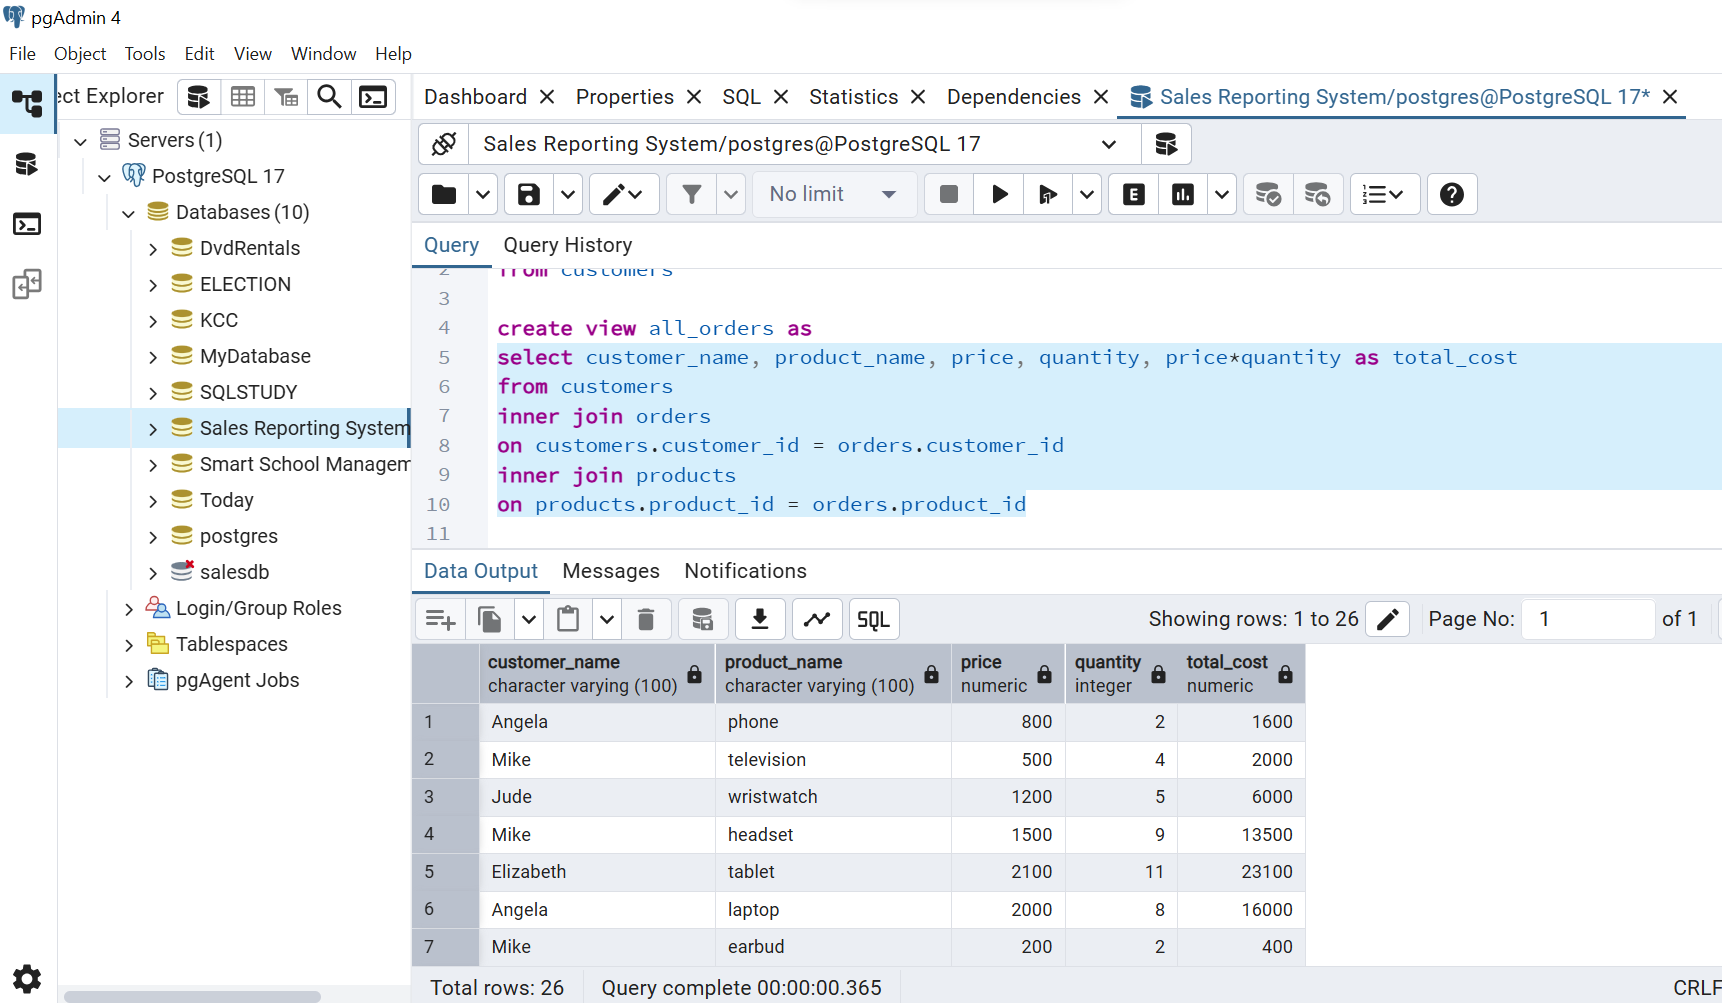 pgAdmin 4
File Object Tools Edit View Window Help
ect Explorer
Dashboard Properties SQL Statistics Dependencies Sales Reporting System/postgres@PostgreSQL 17*
Servers (1)
PostgreSQL 17
Databases (10)
DvdRentals
ELECTION
KCC
MyDatabase
SQLSTUDY
Sales Reporting System
Smart School Managem
Today
postgres
salesdb
Login/Group Roles
Tablespaces
pgAgent Jobs
Sales Reporting System/postgres@PostgreSQL 17
No limit
E
Query Query History
2 from customers
3
4 create view all_orders as
5 select customer_name, product_name, price, quantity, price*quantity as total_cost
6 from customers
7 inner join orders
8 on customers.customer_id = orders.customer_id
9 inner join products
10 on products.product_id = orders.product_id
11
Data Output Messages Notifications
SQL Showing rows: 1 to 26 Page No: 1 of 1
customer_name product_name price quantity total_cost
character varying (100) character varying (100) numeric integer numeric
1 Angela phone 800 2 1600
2 Mike television 500 4 2000
3 Jude wristwatch 1200 5 6000
4 Mike headset 1500 9 13500
5 Elizabeth tablet 2100 11 23100
6 Angela laptop 2000 8 16000
7 Mike earbud 200 2 400
Total rows: 26 Query complete 00:00:00.365 CRLF